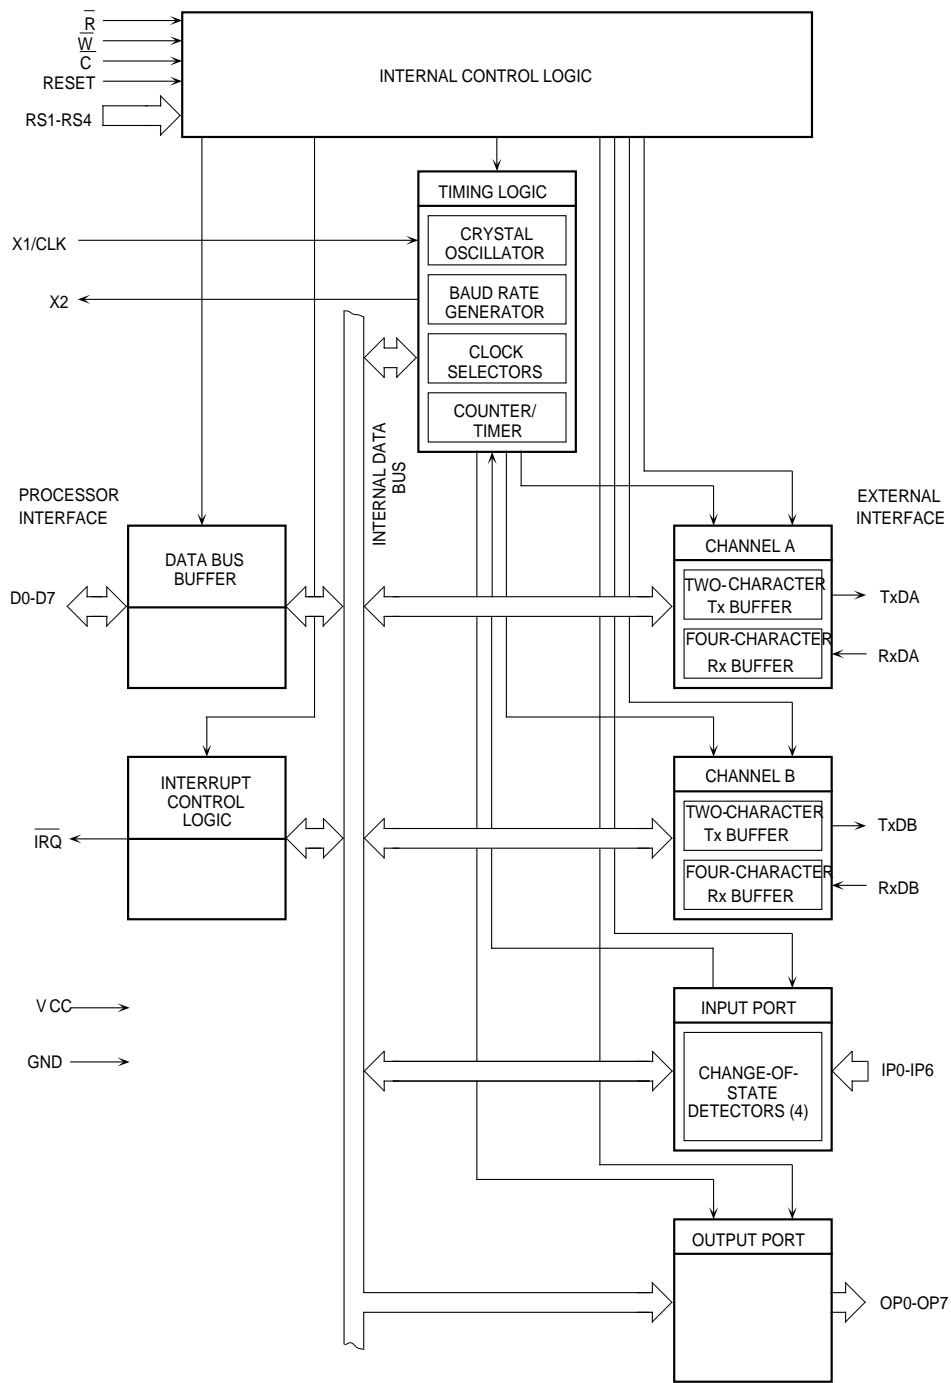 R
W
C
RESET
RS1-RS4
INTERNAL CONTROL LOGIC
TIMING LOGIC
CRYSTAL
OSCILLATOR
BAUD RATE
GENERATOR
CLOCK
SELECTORS
COUNTER/
TIMER
X1/CLK
X2
INTERNAL DATA
BUS
PROCESSOR
INTERFACE
EXTERNAL
INTERFACE
DATA BUS
BUFFER
D0-D7
CHANNEL A
TWO-CHARACTER
Tx BUFFER
FOUR-CHARACTER
Rx BUFFER
TxDA
RxDA
INTERRUPT
CONTROL
LOGIC
IRQ
CHANNEL B
TWO-CHARACTER
Tx BUFFER
FOUR-CHARACTER
Rx BUFFER
TxDB
RxDB
VCC
GND
INPUT PORT
CHANGE-OF-
STATE
DETECTORS (4)
IP0-IP6
OUTPUT PORT
OP0-OP7